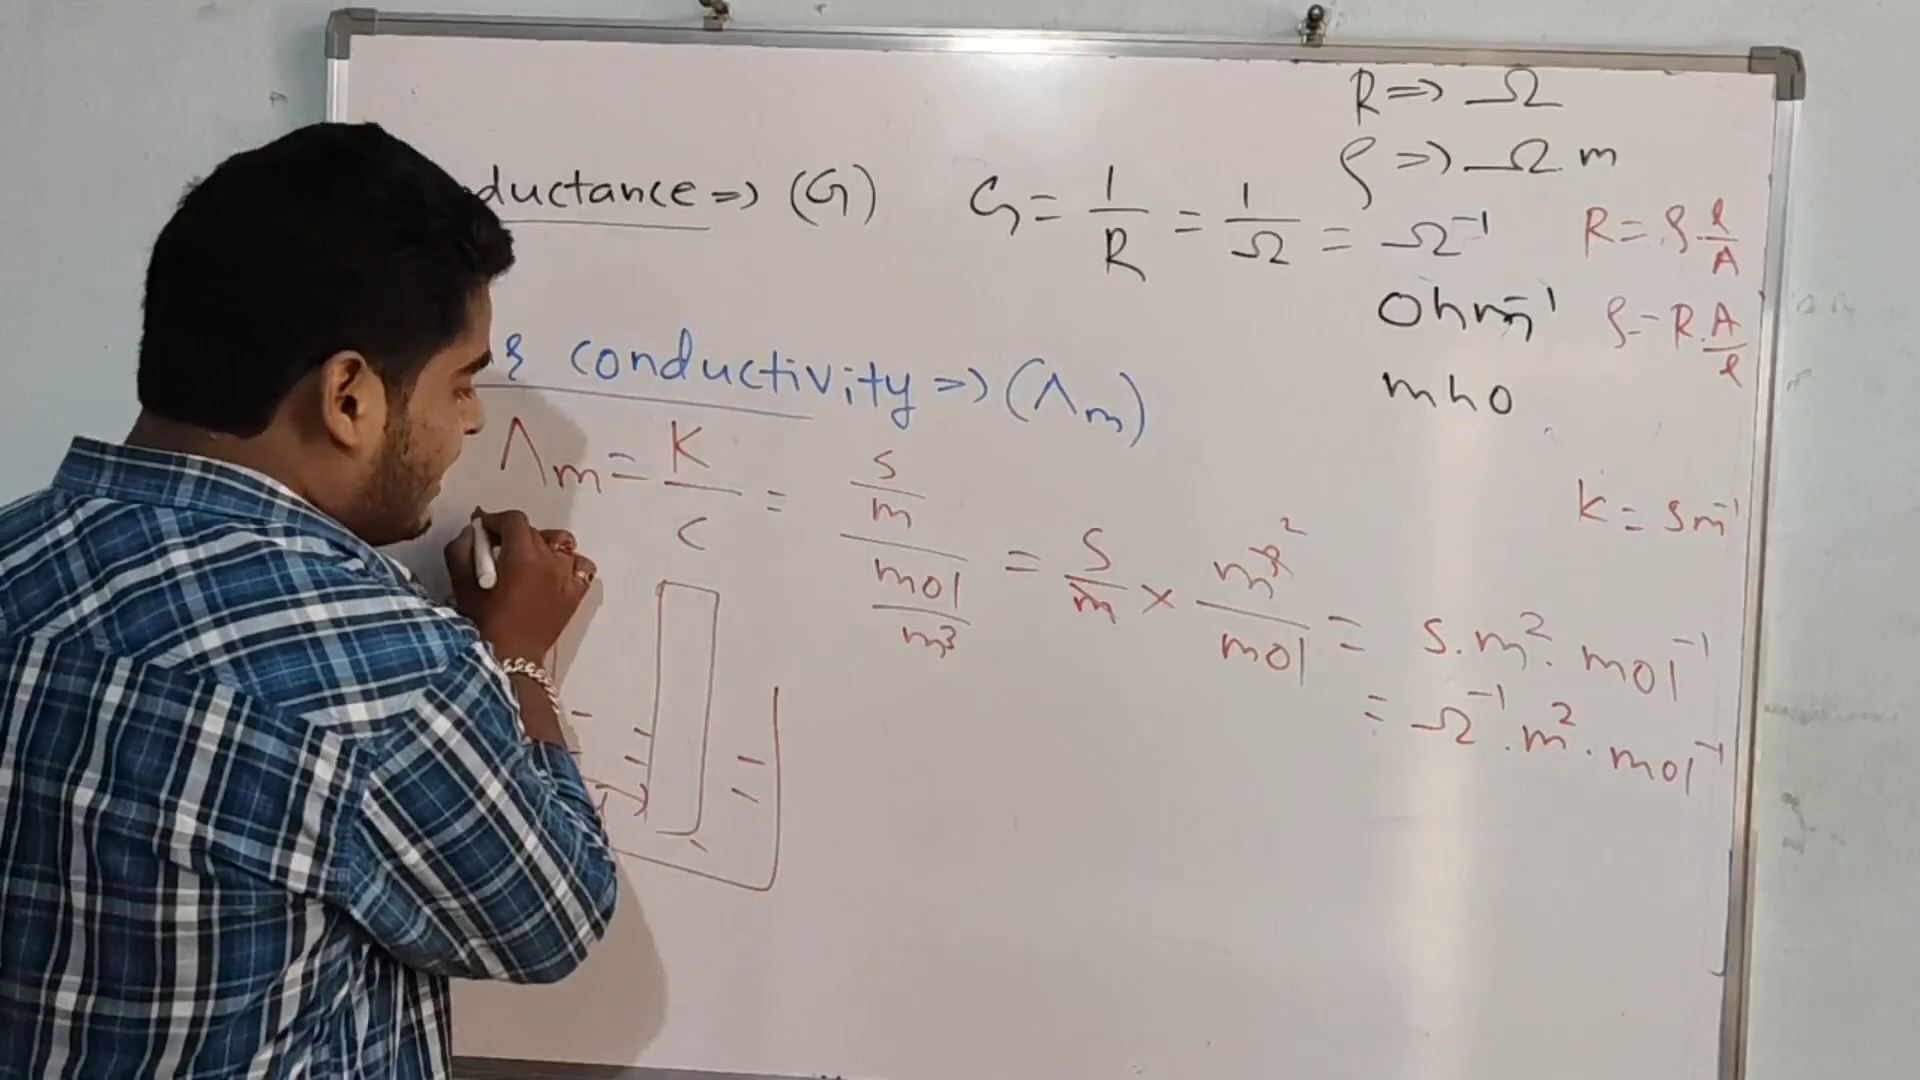 R => Ω
ρ => Ω m
ductance => (G) G = 1/R = 1/Ω = Ω⁻¹
R = ρ. l/A
Ohm⁻¹
ρ = R. A/l
mho
conductivity => (Λm)
Λm = K/C = (S/m)/(mol/m³) = S/m × m³ ²/mol = S. m². mol⁻¹
K = Sm⁻¹
= Ω⁻¹. m². mol⁻¹